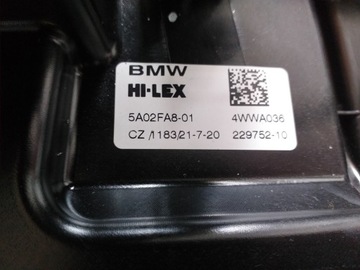 BMW
HI-LEX
5A02FA8-01 4WWA036
CZ /1183/21-7-20 229752-10